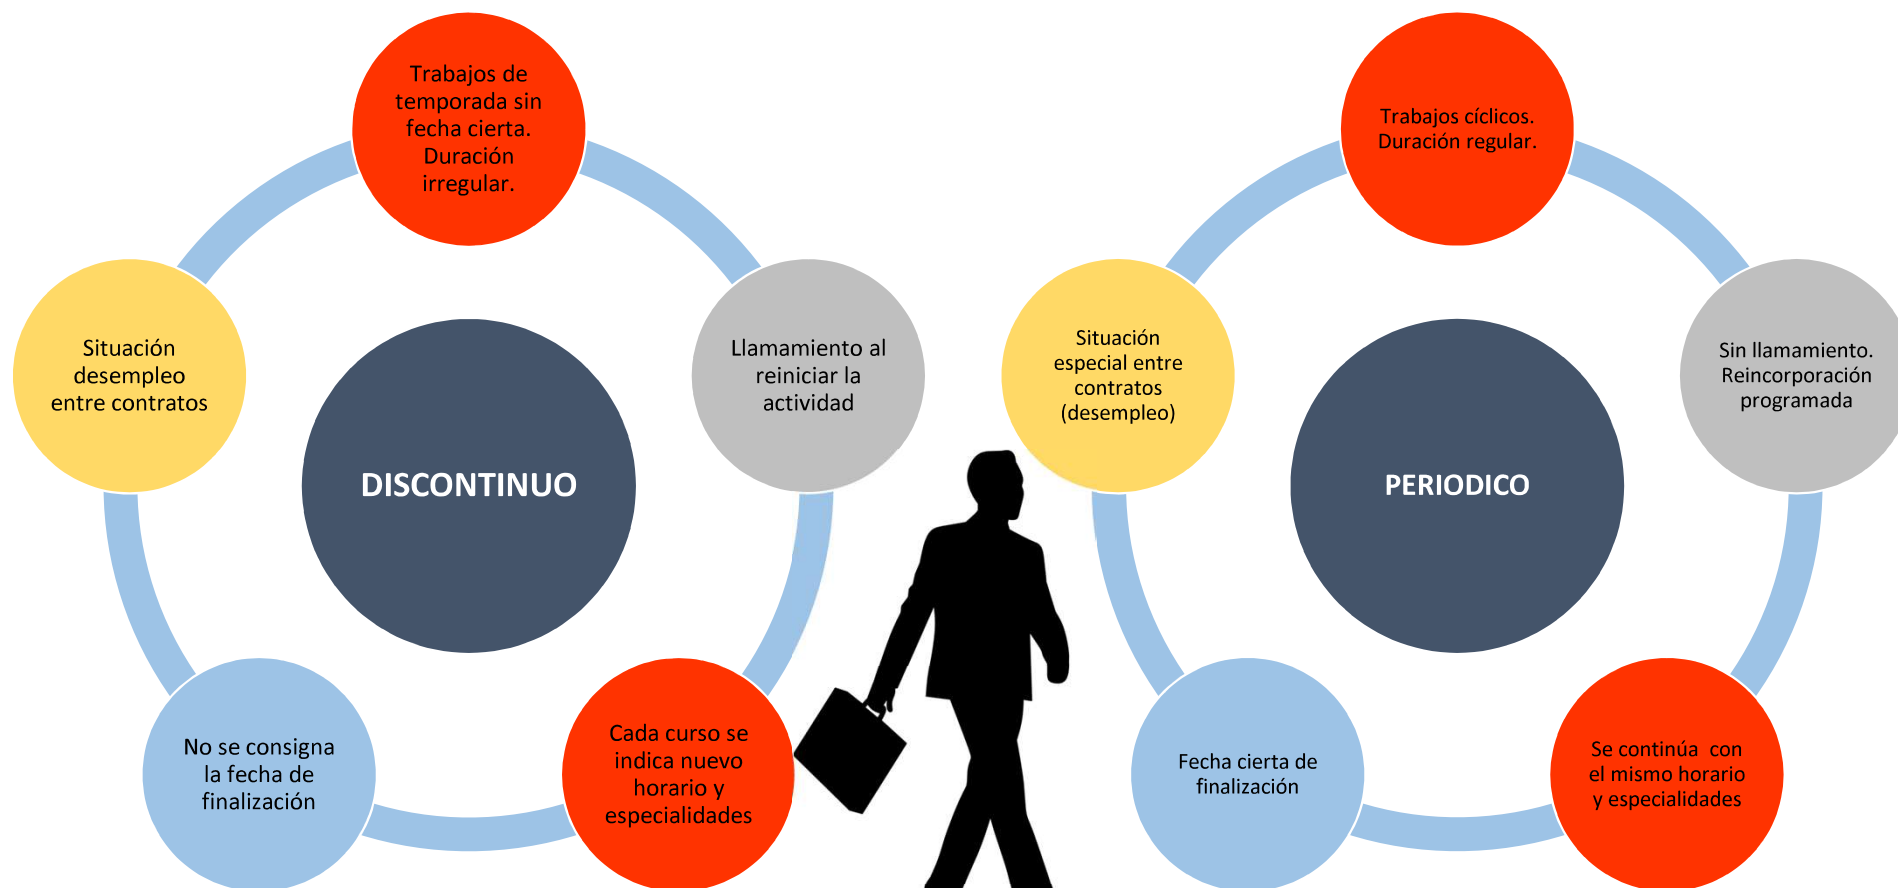 Trabajos de
temporada sin
fecha cierta.
Duración
irregular.
Llamamiento al
reiniciar la
actividad
Cada curso se
indica nuevo
horario y
especialidades
No se consigna
la fecha de
finalización
Situación
desempleo
entre contratos
DISCONTINUO
Trabajos cíclicos.
Duración regular.
Sin llamamiento.
Reincorporación
programada
Se continúa  con
el mismo horario
y especialidades
Fecha cierta de
finalización
Situación
especial entre
contratos
(desempleo)
PERIODICO